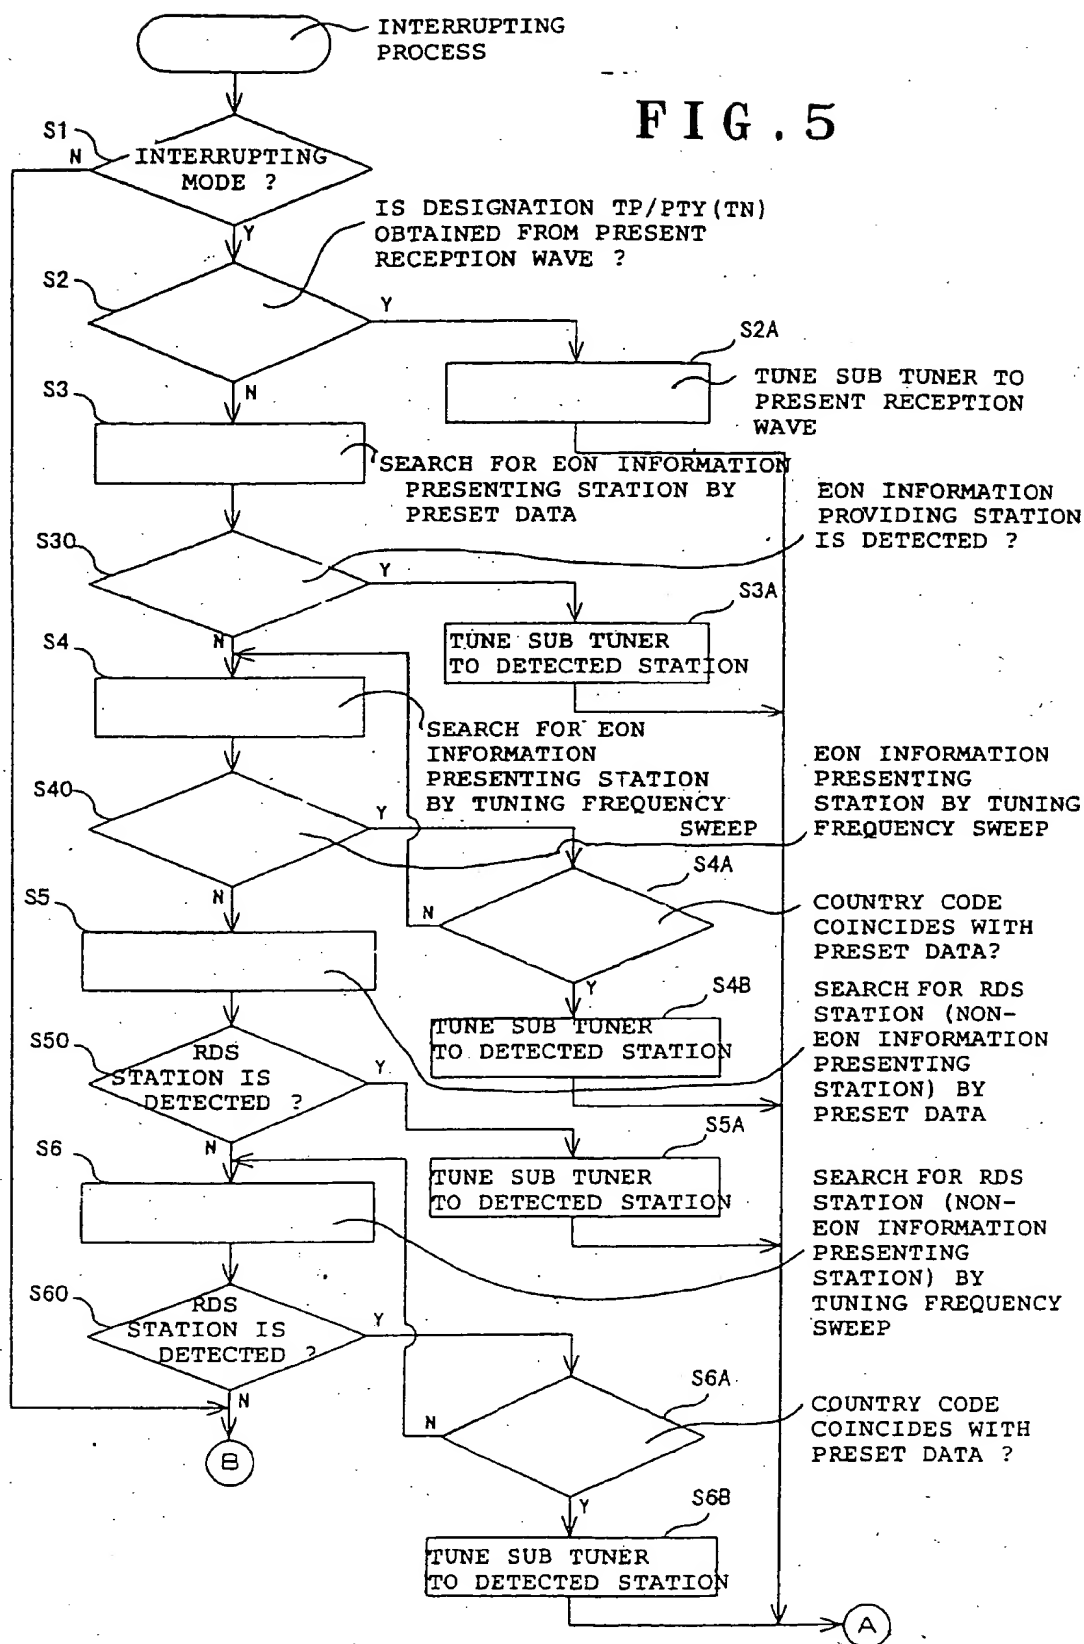 INTERRUPTING
PROCESS
FIG.5
S1
N
INTERRUPTING
MODE ?
Y
IS DESIGNATION TP/PTY(TN)
OBTAINED FROM PRESENT
RECEPTION WAVE ?
S2
Y
N
S2A
TUNE SUB TUNER TO
PRESENT RECEPTION
WAVE
S3
SEARCH FOR EON INFORMATION
PRESENTING STATION BY
PRESET DATA
EON INFORMATION
PROVIDING STATION
IS DETECTED ?
S30
Y
N
S3A
TUNE SUB TUNER
TO DETECTED STATION
S4
SEARCH FOR EON
INFORMATION
PRESENTING STATION
BY TUNING FREQUENCY
SWEEP
EON INFORMATION
PRESENTING
STATION BY TUNING
FREQUENCY SWEEP
S40
Y
N
S4A
N
COUNTRY CODE
COINCIDES WITH
PRESET DATA?
Y
S4B
TUNE SUB TUNER
TO DETECTED STATION
S5
SEARCH FOR RDS
STATION (NON-
EON INFORMATION
PRESENTING
STATION) BY
PRESET DATA
S50
RDS
STATION IS
DETECTED ?
Y
N
S5A
TUNE SUB TUNER
TO DETECTED STATION
S6
SEARCH FOR RDS
STATION (NON-
EON INFORMATION
PRESENTING
STATION) BY
TUNING FREQUENCY
SWEEP
S60
RDS
STATION IS
DETECTED ?
Y
N
B
S6A
N
COUNTRY CODE
COINCIDES WITH
PRESET DATA ?
Y
S6B
TUNE SUB TUNER
TO DETECTED STATION
A